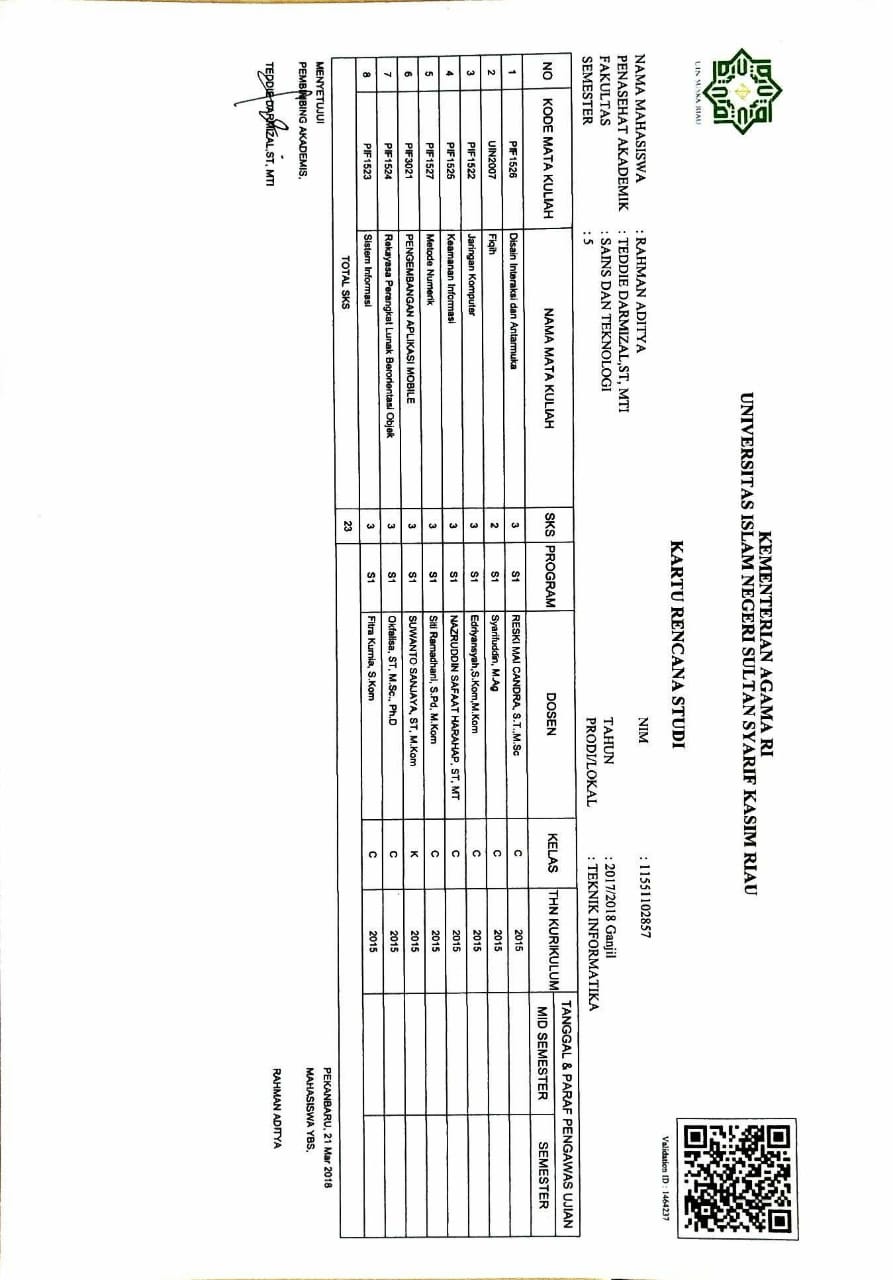 UIN SUSKA RIAU
KEMENTERIAN AGAMA RI
UNIVERSITAS ISLAM NEGERI SULTAN SYARIF KASIM RIAU
KARTU RENCANA STUDI
Validation ID : 1464237
NAMA MAHASISWA : RAHMAN ADITYA NIM : 11551102857
PENASEHAT AKADEMIK : TEDDIE DARMIZAL,ST, MTI
FAKULTAS : SAINS DAN TEKNOLOGI TAHUN : 2017/2018 Ganjil
SEMESTER : 5 PRODI/LOKAL : TEKNIK INFORMATIKA
NO KODE MATA KULIAH NAMA MATA KULIAH SKS PROGRAM DOSEN KELAS THN KURIKULUM TANGGAL & PARAF PENGAWAS UJIAN
MID SEMESTER SEMESTER
1 PIF1526 Disain Interaksi dan Antarmuka 3 S1 RESKI MAI CANDRA, S.T.,M.Sc C 2015
2 UIN2007 Fiqih 2 S1 Syarifuddin, M.Ag C 2015
3 PIF1522 Jaringan Komputer 3 S1 Edriyansyah,S.Kom,M.Kom C 2015
4 PIF1525 Keamanan Informasi 3 S1 NAZRUDDIN SAFAAT HARAHAP, ST, MT C 2015
5 PIF1527 Metode Numerik 3 S1 Siti Ramadhani, S.Pd, M.Kom C 2015
6 PIF3021 PENGEMBANGAN APLIKASI MOBILE 3 S1 SUWANTO SANJAYA, ST, M.Kom K 2015
7 PIF1524 Rekayasa Perangkat Lunak Berorientasi Objek 3 S1 Okfalisa, ST, M.Sc., Ph.D C 2015
8 PIF1523 Sistem Informasi 3 S1 Fitra Kurnia, S.Kom C 2015
TOTAL SKS 23
MENYETUJUI
PEMBIMBING AKADEMIS,
TEDDIE DARMIZAL,ST, MTI
PEKANBARU, 21 Mar 2018
MAHASISWA YBS,
RAHMAN ADITYA